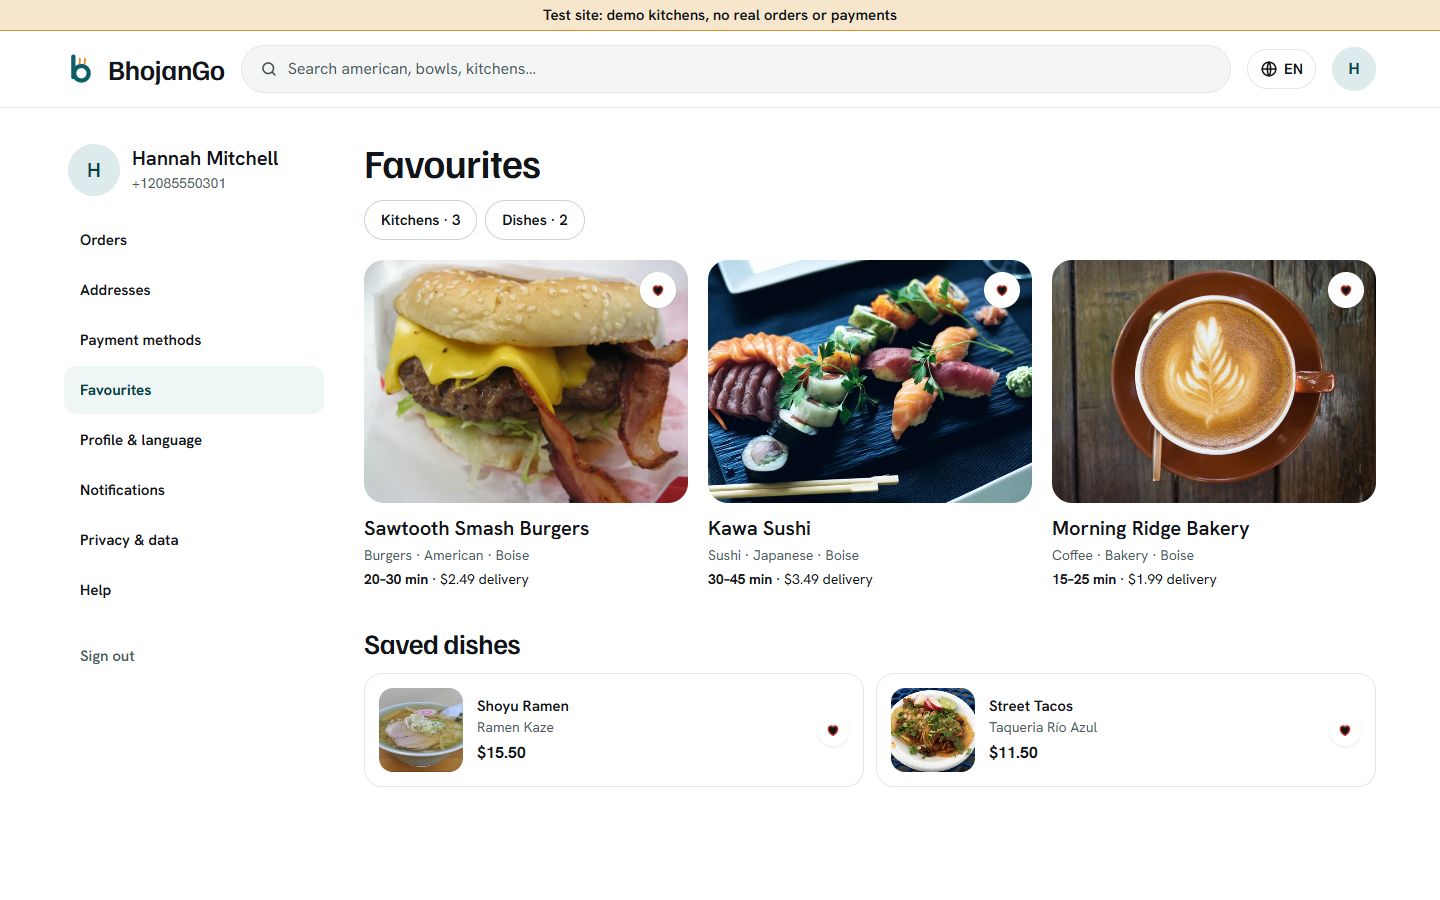 Test site: demo kitchens, no real orders or payments
BhojanGo
Search american, bowls, kitchens...
EN
H
H
Hannah Mitchell
+12085550301
Orders
Addresses
Payment methods
Favourites
Profile & language
Notifications
Privacy & data
Help
Sign out
Favourites
Kitchens · 3
Dishes · 2
Sawtooth Smash Burgers
Burgers · American · Boise
20–30 min · $2.49 delivery
Kawa Sushi
Sushi · Japanese · Boise
30–45 min · $3.49 delivery
Morning Ridge Bakery
Coffee · Bakery · Boise
15–25 min · $1.99 delivery
Saved dishes
Shoyu Ramen
Ramen Kaze
$15.50
Street Tacos
Taqueria Río Azul
$11.50